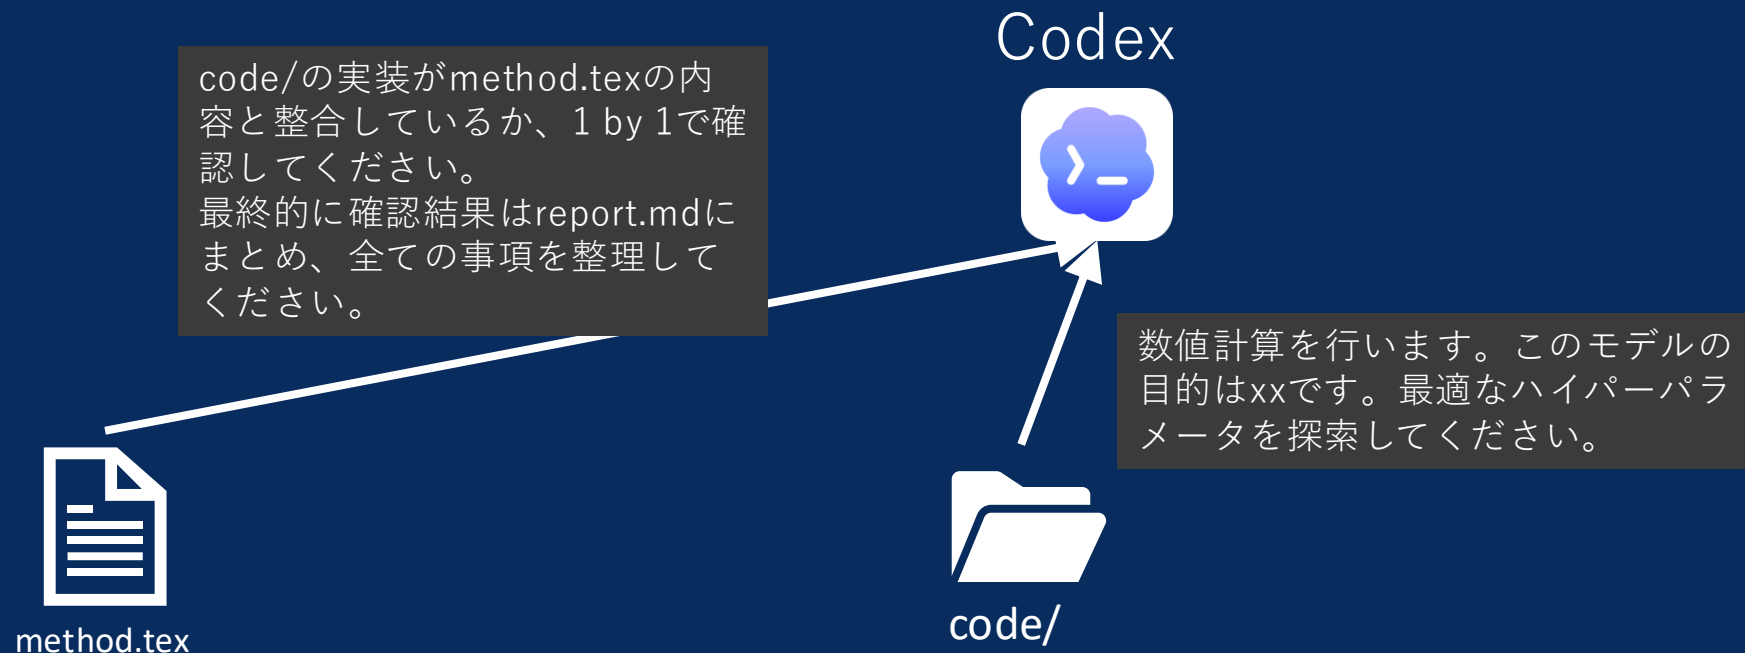 Codex
code/の実装がmethod.texの内
容と整合しているか、1 by 1で確
認してください。
最終的に確認結果はreport.mdに
まとめ、全ての事項を整理して
ください。
数値計算を行います。このモデルの
目的はxxです。最適なハイパーパラ
メータを探索してください。
method.tex
code/